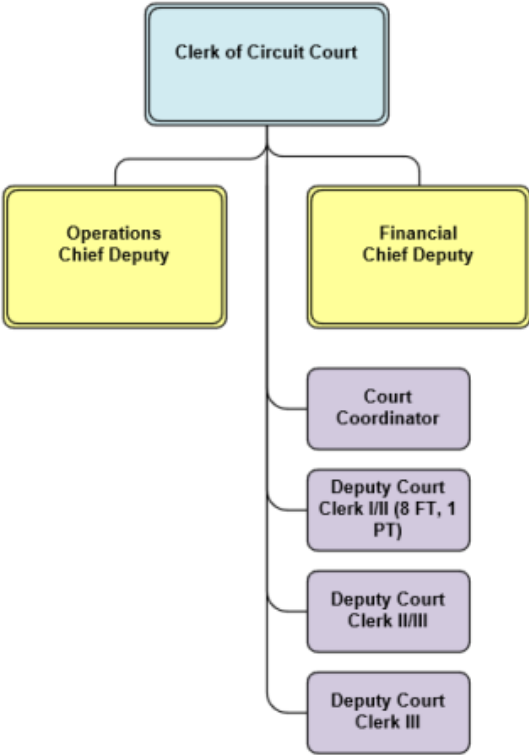 Clerk of Circuit Court
Operations
Chief Deputy
Financial
Chief Deputy
Court
Coordinator
Deputy Court
Clerk I/II (8 FT, 1
PT)
Deputy Court
Clerk II/III
Deputy Court
Clerk III